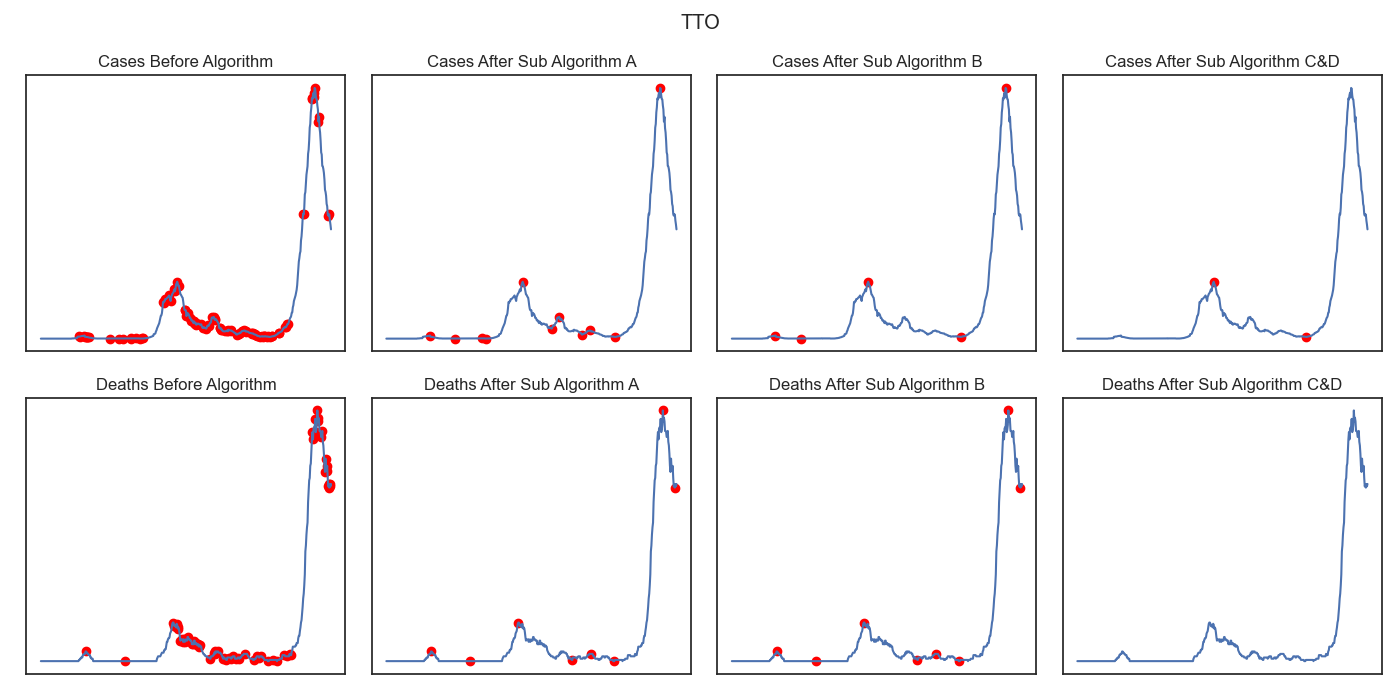 TTO
Cases Before Algorithm
Cases After Sub Algorithm A
Cases After Sub Algorithm B
Cases After Sub Algorithm C&D
Deaths Before Algorithm
Deaths After Sub Algorithm A
Deaths After Sub Algorithm B
Deaths After Sub Algorithm C&D